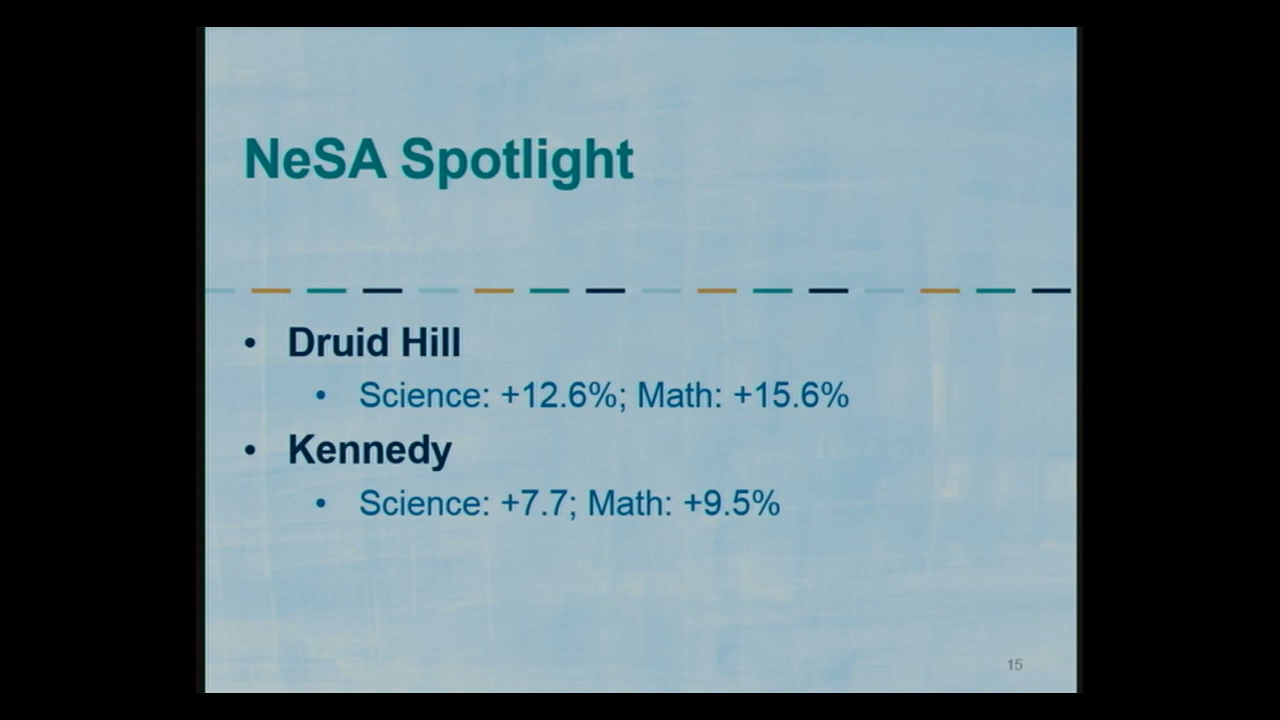 NeSA Spotlight
• Druid Hill
• Science: +12.6%; Math: +15.6%
• Kennedy
• Science: +7.7; Math: +9.5%
15